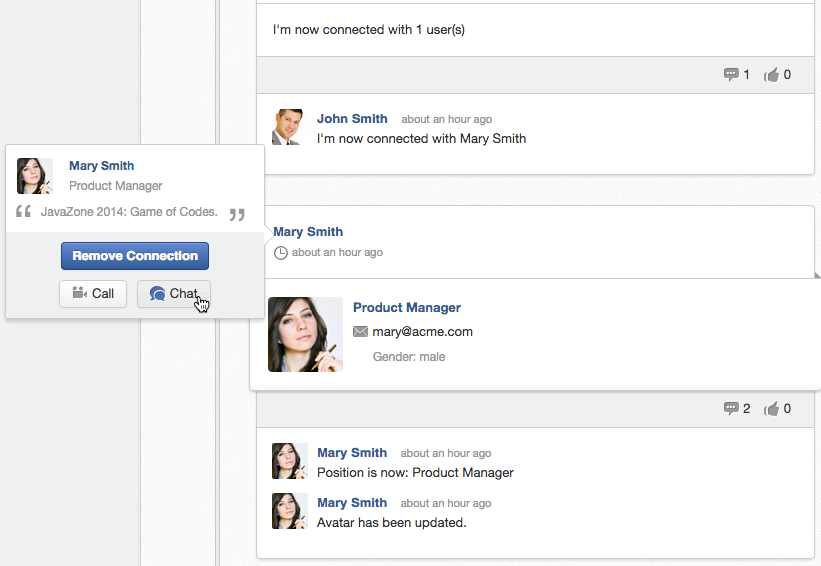 I'm now connected with 1 user(s)
1 0
John Smith about an hour ago
I'm now connected with Mary Smith
Mary Smith
Product Manager
“ JavaZone 2014: Game of Codes. ”
Remove Connection
Call Chat
Mary Smith
about an hour ago
Product Manager
mary@acme.com
Gender: male
2 0
Mary Smith about an hour ago
Position is now: Product Manager
Mary Smith about an hour ago
Avatar has been updated.